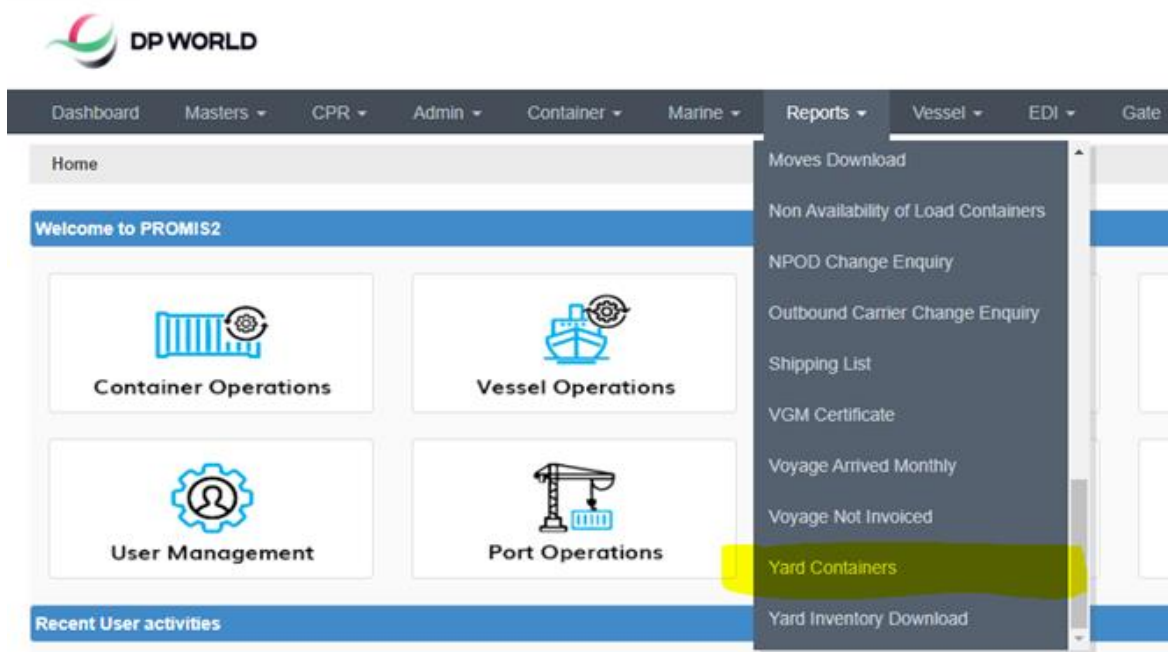 DP WORLD
Dashboard Masters CPR Admin Container Marine Reports Vessel EDI Gate
Home
Welcome to PROMIS2
Container Operations
Vessel Operations
User Management
Port Operations
Recent User activities
Moves Download
Non Availability of Load Containers
NPOD Change Enquiry
Outbound Carrier Change Enquiry
Shipping List
VGM Certificate
Voyage Arrived Monthly
Voyage Not Invoiced
Yard Containers
Yard Inventory Download